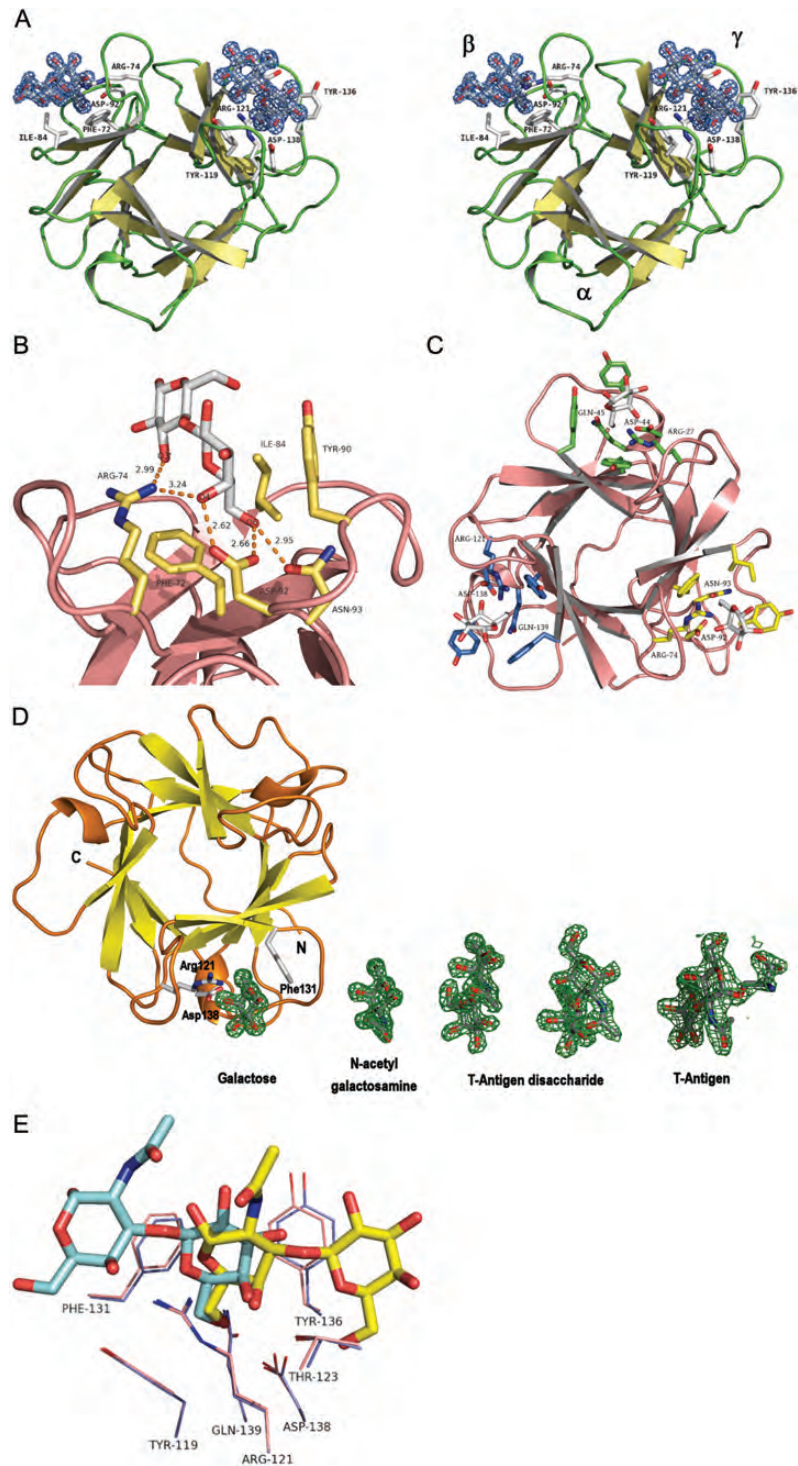 A
β
γ
ARG-74
TYR-136
ARG-121
ASP-92
ILE-84
PHE-72
ASP-138
TYR-119
ARG-74
TYR-136
ARG-121
ASP-92
ILE-84
PHE-72
ASP-138
TYR-119
α
B
ILE-84
TYR-90
ARG-74
2.99
3.24
2.62
2.66
2.95
PHE-72
ASP-92
ASN-93
C
GLN-45
ASP-44
ARG-27
ARG-121
ASP-138
GLN-139
ASN-93
ASP-92
ARG-74
D
C
N
Arg121
Phe131
Asp138
Galactose
N-acetyl
galactosamine
T-Antigen disaccharide
T-Antigen
E
PHE-131
TYR-136
THR-123
TYR-119
GLN-139
ASP-138
ARG-121